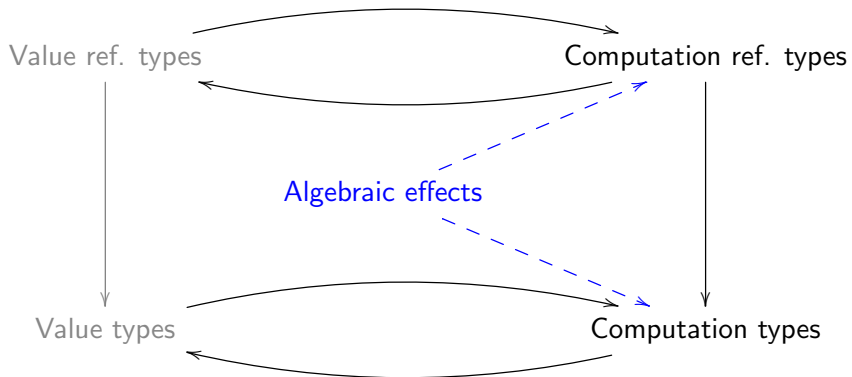 Value ref. types
Computation ref. types
Algebraic effects
Value types
Computation types